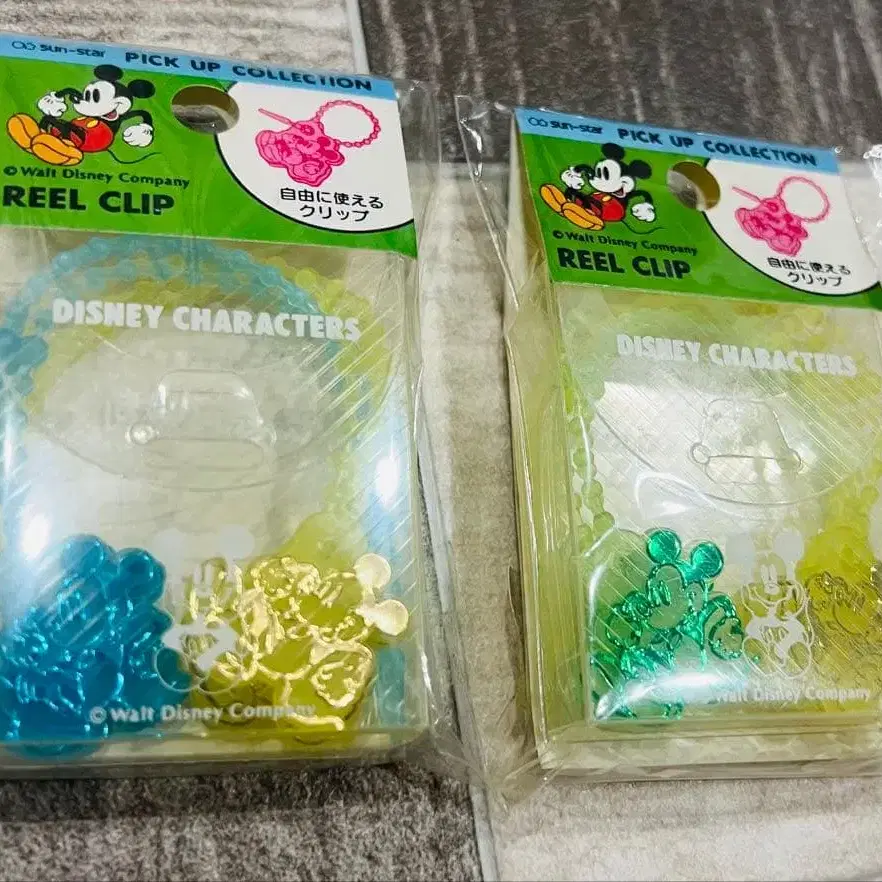 sun-star PICK UP COLLECTION
© Walt Disney Company
REEL CLIP
自由に使える
クリップ
DISNEY CHARACTERS
© Walt Disney Company
sun-star PICK UP COLLECTION
© Walt Disney Company
REEL CLIP
自由に使える
クリップ
DISNEY CHARACTERS
© Walt Disney Company